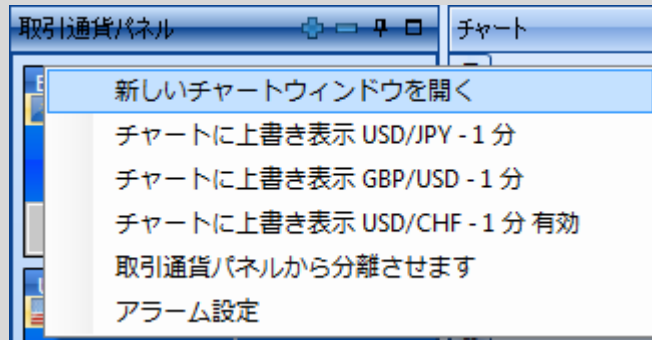 取引通貨パネル
チャート
新しいチャートウィンドウを開く
チャートに上書き表示 USD/JPY - 1 分
チャートに上書き表示 GBP/USD - 1 分
チャートに上書き表示 USD/CHF - 1 分 有効
取引通貨パネルから分離させます
アラーム設定